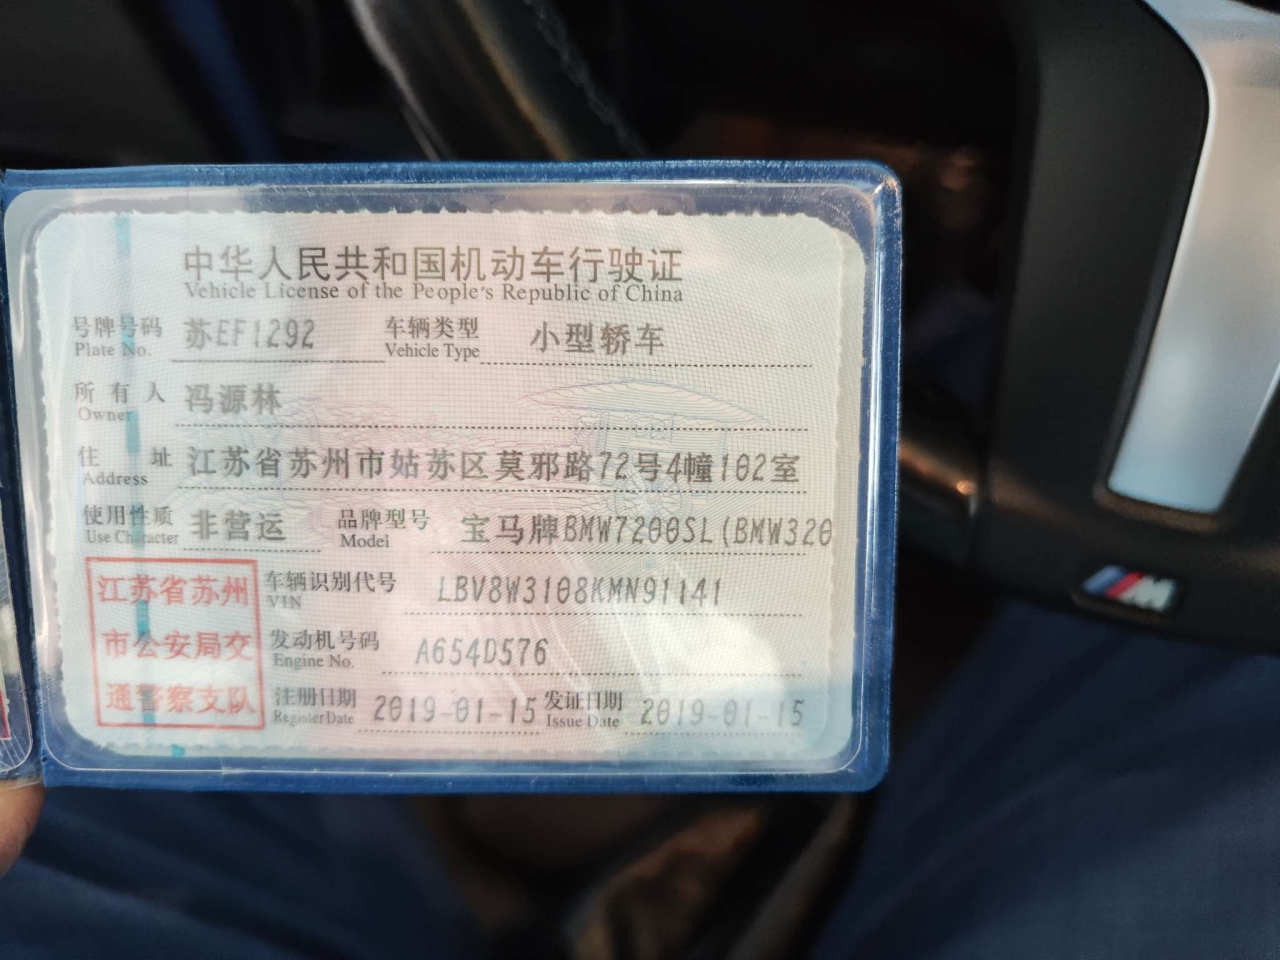 中华人民共和国机动车行驶证
Vehicle License of the People's Republic of China
号牌号码 苏EF1292 车辆类型 小型轿车
Plate No. Vehicle Type
所有人 冯源林
Owner
住址 江苏省苏州市姑苏区莫邪路72号4幢102室
Address
使用性质 非营运 品牌型号 宝马牌BMW7200SL(BMW320
Use Character Model
江苏省苏州
市公安局交
通警察支队
车辆识别代号 LBV8W3108KMN91141
VIN
发动机号码 A654D576
Engine No.
注册日期 2019-01-15 发证日期 2019-01-15
Register Date Issue Date
M